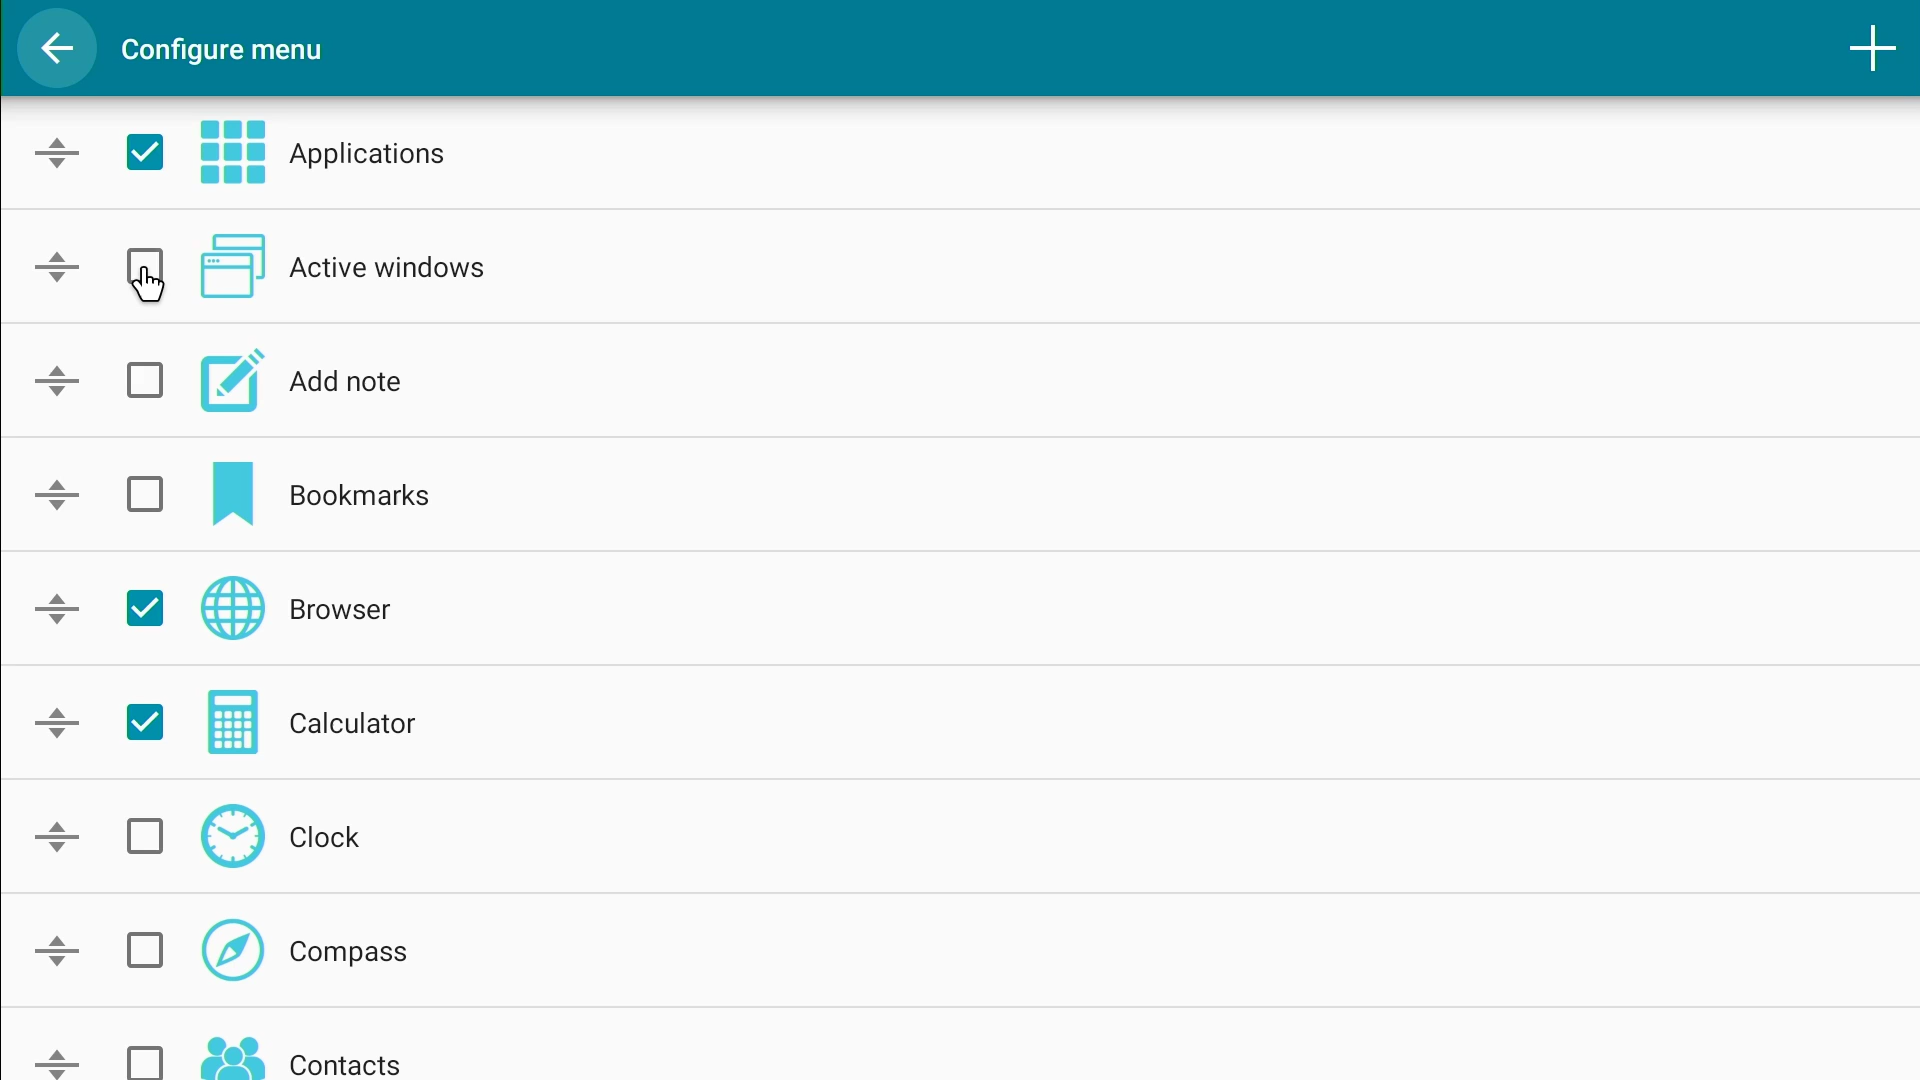 Configure menu
Applications
Active windows
Add note
Bookmarks
Browser
Calculator
Clock
Compass
Contacts